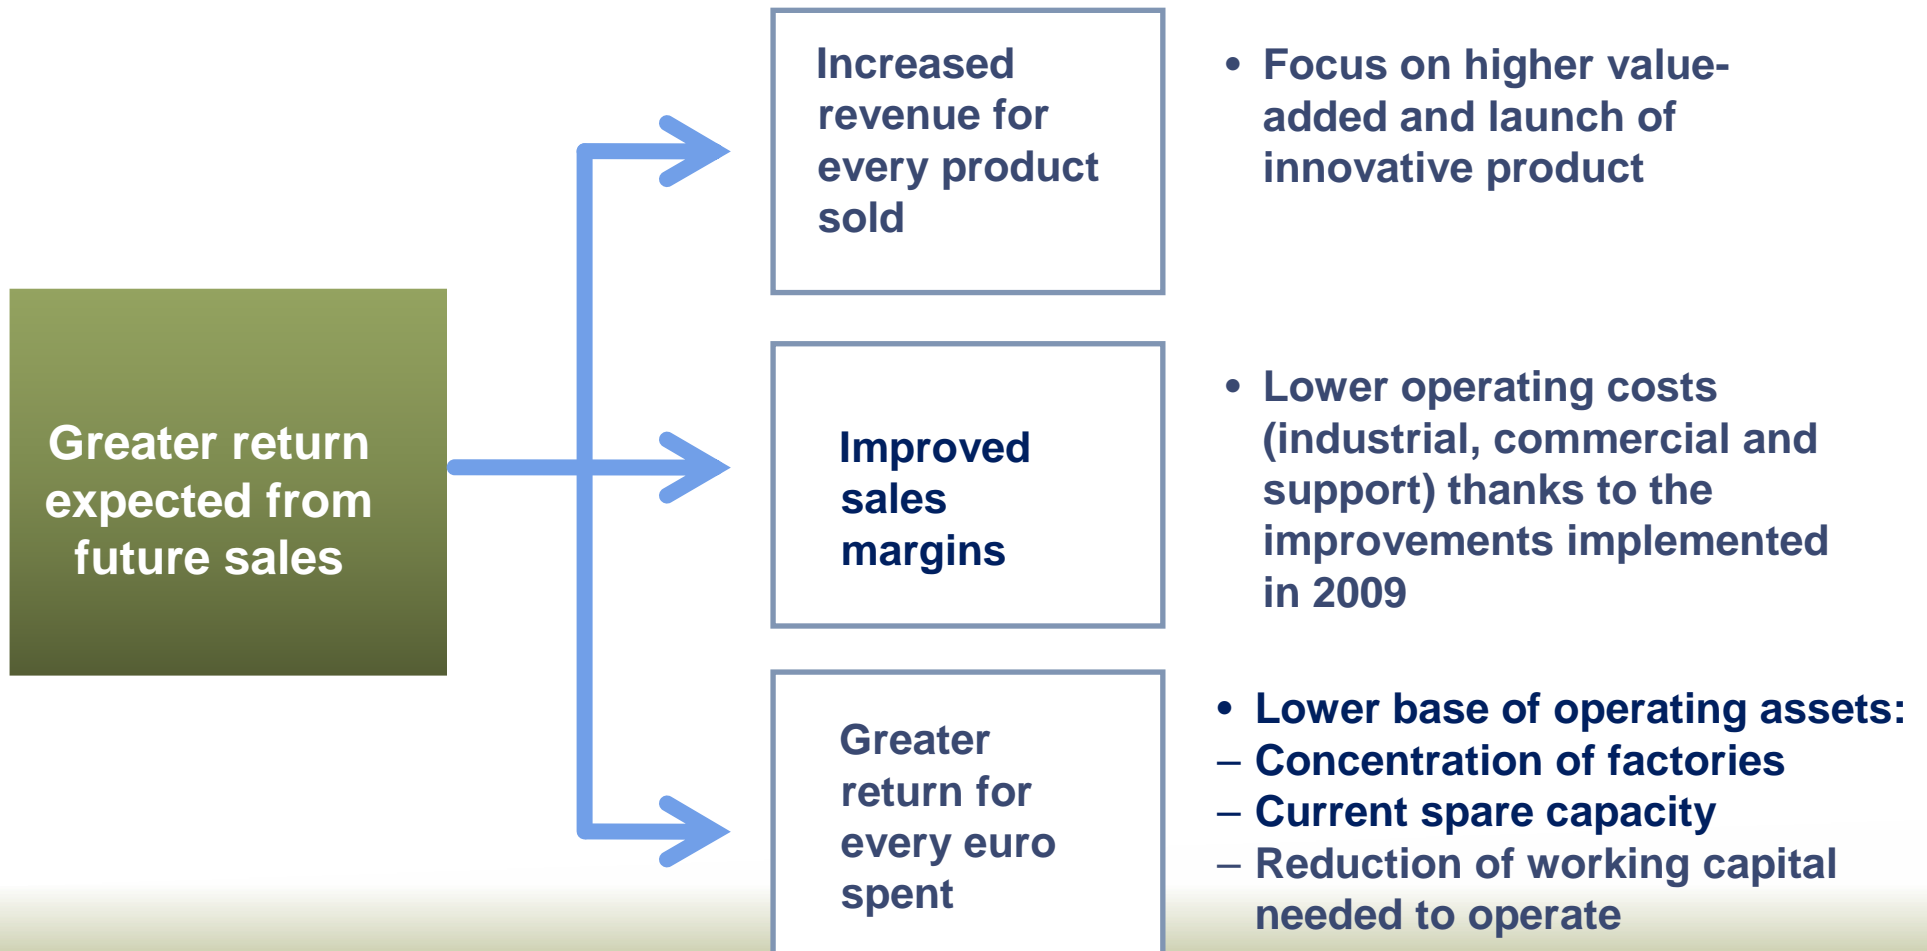 Greater return
expected from
future sales
Increased
revenue for
every product
sold
• Focus on higher value-
added and launch of
innovative product
Improved
sales
margins
• Lower operating costs
(industrial, commercial and
support) thanks to the
improvements implemented
in 2009
Greater
return for
every euro
spent
• Lower base of operating assets:
– Concentration of factories
– Current spare capacity
– Reduction of working capital
needed to operate